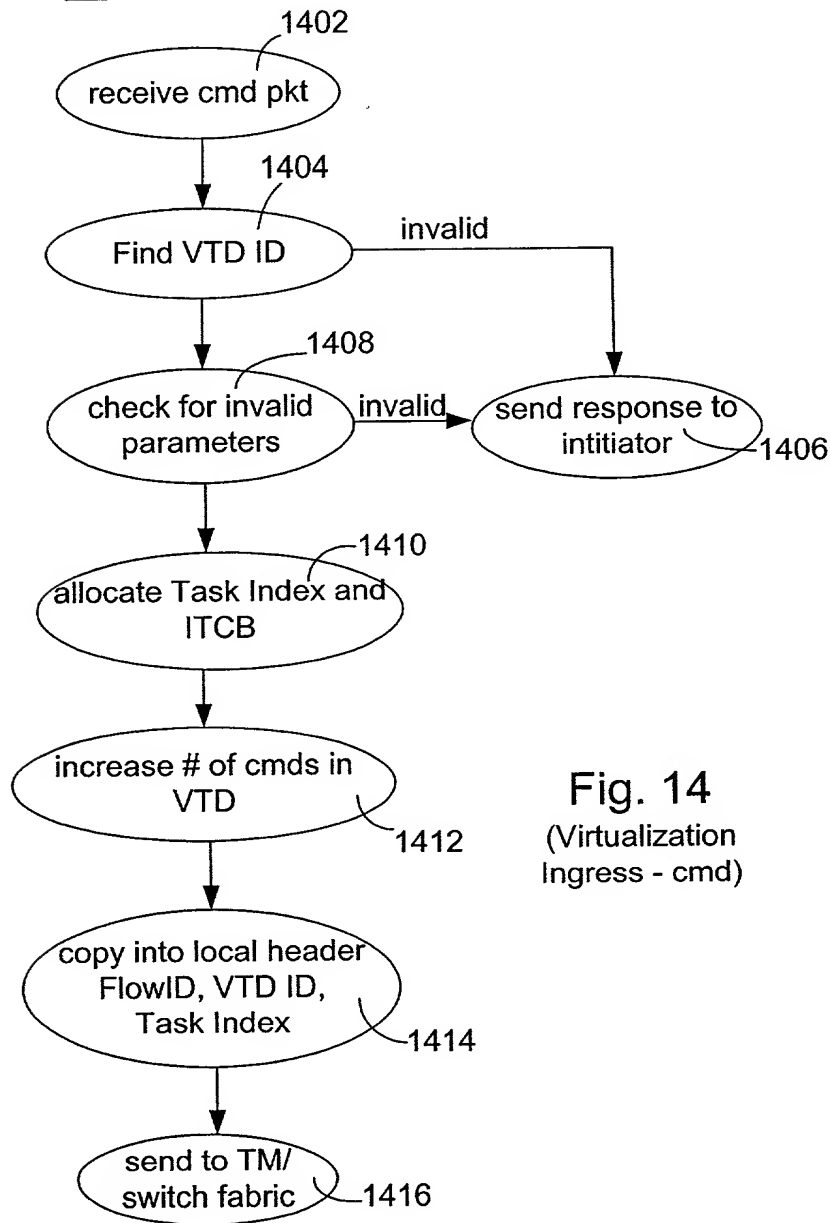 1402
receive cmd pkt
1404
invalid
Find VTD ID
1408
check for invalid
parameters
invalid
send response to
intitiator
1406
1410
allocate Task Index and
ITCB
increase # of cmds in
VTD
1412
Fig. 14
(Virtualization
Ingress - cmd)
copy into local header
FlowID, VTD ID,
Task Index
1414
send to TM/
switch fabric
1416